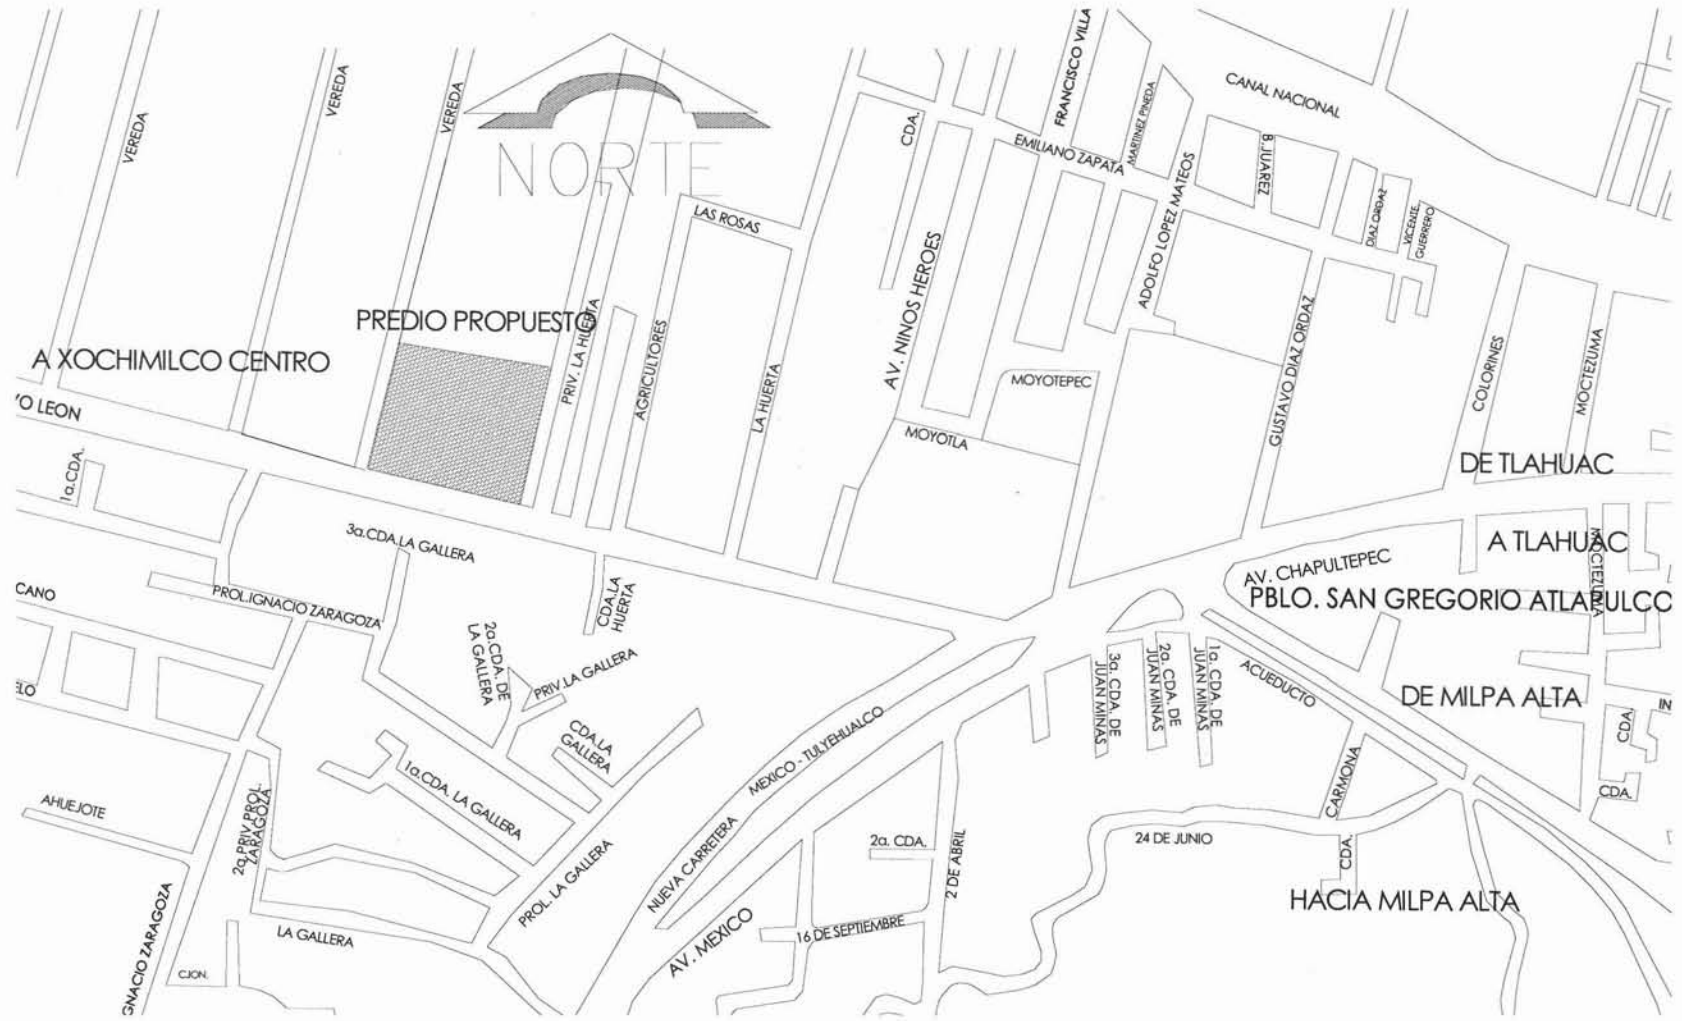 VEREDA
VEREDA
VEREDA
NORTE
LAS ROSAS
CDA.
FRANCISCO VILLA
MARTINEZ PINEDA
CANAL NACIONAL
EMILIANO ZAPATA
B.JUAREZ
ADOLFO LOPEZ MATEOS
DIAZ ORDAZ
VICENTE
GUERRERO
AV. NINOS HEROES
PREDIO PROPUESTO
A XOCHIMILCO CENTRO
PRIV. LA HUERTA
AGRICULTORES
LA HUERTA
MOYOTEPEC
MOYOTLA
GUSTAVO DIAZ ORDAZ
COLORINES
MOCTEZUMA
'O LEON
1a.CDA.
DE TLAHUAC
A TLAHUAC
MOCTEZUMA
3a.CDA.LA GALLERA
AV. CHAPULTEPEC
PBLO. SAN GREGORIO ATLAPULCO
CANO
PROL.IGNACIO ZARAGOZA
CDA.LA
HUERTA
2a.CDA. DE
LA GALLERA
PRIV.LA GALLERA
3a. CDA. DE
JUAN MINAS
2a. CDA. DE
JUAN MINAS
1a. CDA. DE
JUAN MINAS
ACUEDUCTO
DE MILPA ALTA
ELO
IN
CDA.
CDA.LA
GALLERA
1a.CDA. LA GALLERA
MEXICO - TULYEHUALCO
NUEVA CARRETERA
CARMONA
CDA.
AHUEJOTE
2a.PRIV.PROL.
ZARAGOZA
PROL. LA GALLERA
2a. CDA.
2 DE ABRIL
24 DE JUNIO
CDA.
HACIA MILPA ALTA
GNACIO ZARAGOZA
LA GALLERA
AV. MEXICO
16 DE SEPTIEMBRE
CJON.